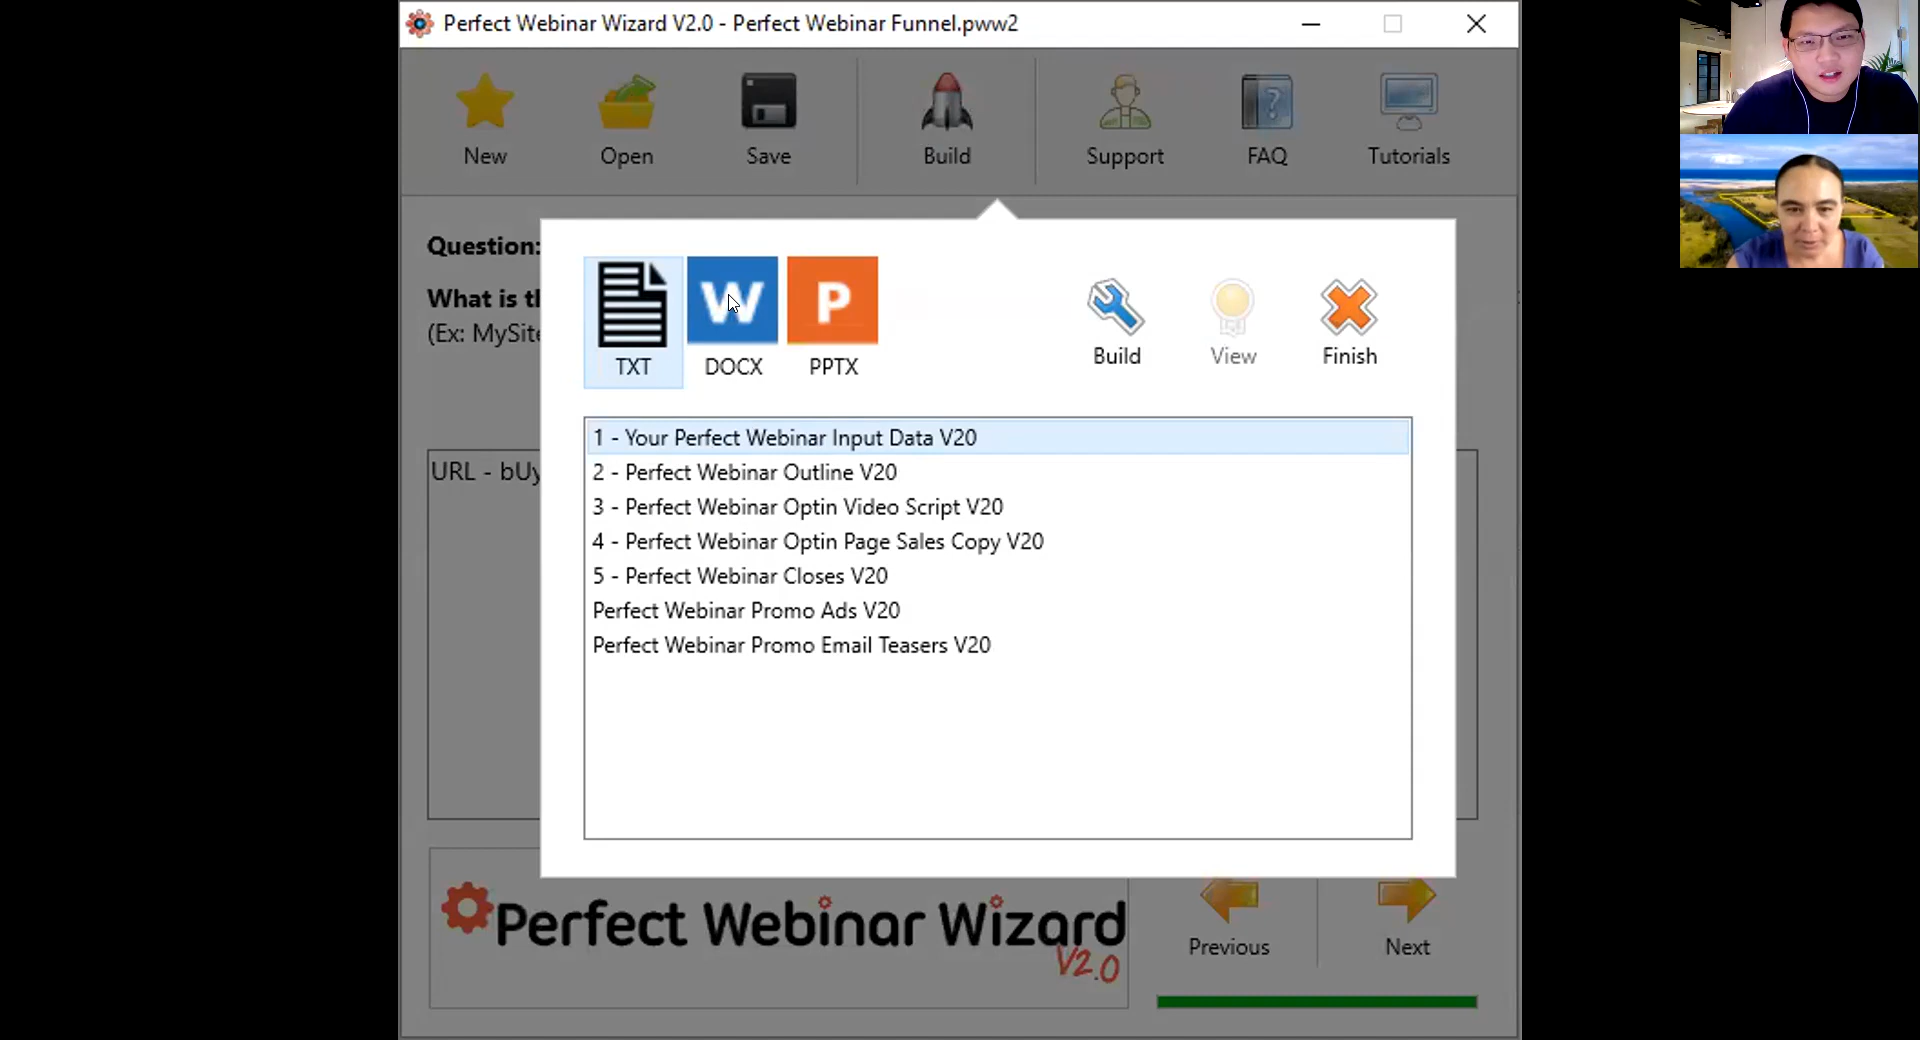 Perfect Webinar Wizard V2.0 - Perfect Webinar Funnel.pww2
New
Open
Save
Build
Support
FAQ
Tutorials
Question:
What is tl
(Ex: MySite
TXT
DOCX
PPTX
Build
View
Finish
1 - Your Perfect Webinar Input Data V20
2 - Perfect Webinar Outline V20
3 - Perfect Webinar Optin Video Script V20
4 - Perfect Webinar Optin Page Sales Copy V20
5 - Perfect Webinar Closes V20
Perfect Webinar Promo Ads V20
Perfect Webinar Promo Email Teasers V20
URL - bUy
Perfect Webinar Wizard
V2.0
Previous
Next